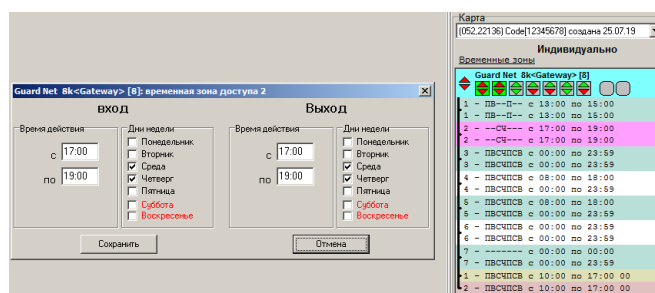 Карта
(052,22136) Code[12345678] создана 25.07.19
Индивидуально
Временные зоны
Guard Net 8k<Gateway> [8]
1 - ПВ--П-- с 13:00 по 15:00
1 - ПВ--П-- с 13:00 по 15:00
2 - --СЧ--- с 17:00 по 19:00
2 - --СЧ--- с 17:00 по 19:00
3 - ПВСЧПСВ с 00:00 по 23:59
3 - ПВСЧПСВ с 00:00 по 23:59
4 - ПВСЧПСВ с 08:00 по 18:00
4 - ПВСЧПСВ с 00:00 по 23:59
5 - ПВСЧПСВ с 08:00 по 18:00
5 - ПВСЧПСВ с 00:00 по 23:59
6 - ПВСЧПСВ с 00:00 по 23:59
6 - ПВСЧПСВ с 00:00 по 23:59
7 - ------- с 00:00 по 00:00
7 - ПВСЧПСВ с 00:00 по 23:59
1 - ПВСЧПСВ с 10:00 по 17:00 00
2 - ПВСЧПСВ с 10:00 по 17:00 00
Guard Net 8k<Gateway> [8]: временная зона доступа 2
вход
Время действия
с 17:00
по 19:00
Дни недели
Понедельник
Вторник
Среда
Четверг
Пятница
Суббота
Воскресенье
Выход
Время действия
с 17:00
по 19:00
Дни недели
Понедельник
Вторник
Среда
Четверг
Пятница
Суббота
Воскресенье
Сохранить
Отмена